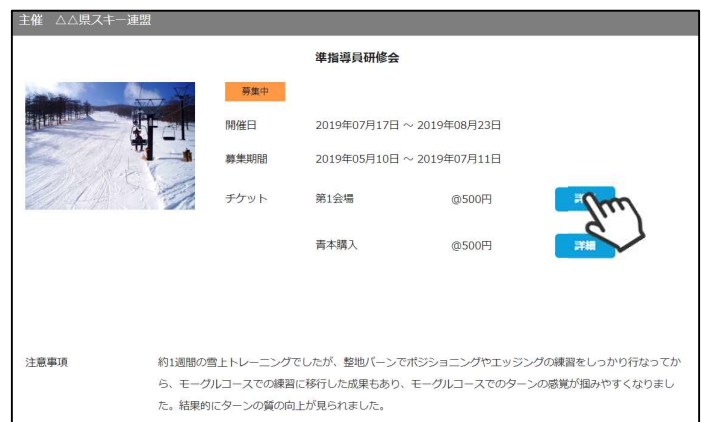 主催　△△県スキー連盟
準指導員研修会
募集中
開催日　2019年07月17日 ～ 2019年08月23日
募集期間　2019年05月10日 ～ 2019年07月11日
チケット　第1会場　@500円
青本購入　@500円　詳細
注意事項　約1週間の雪上トレーニングでしたが、整地バーンでポジショニングやエッジングの練習をしっかり行なってか
ら、モーグルコースでの練習に移行した成果もあり、モーグルコースでのターンの感覚が掴みやすくなりまし
た。結果的にターンの質の向上が見られました。